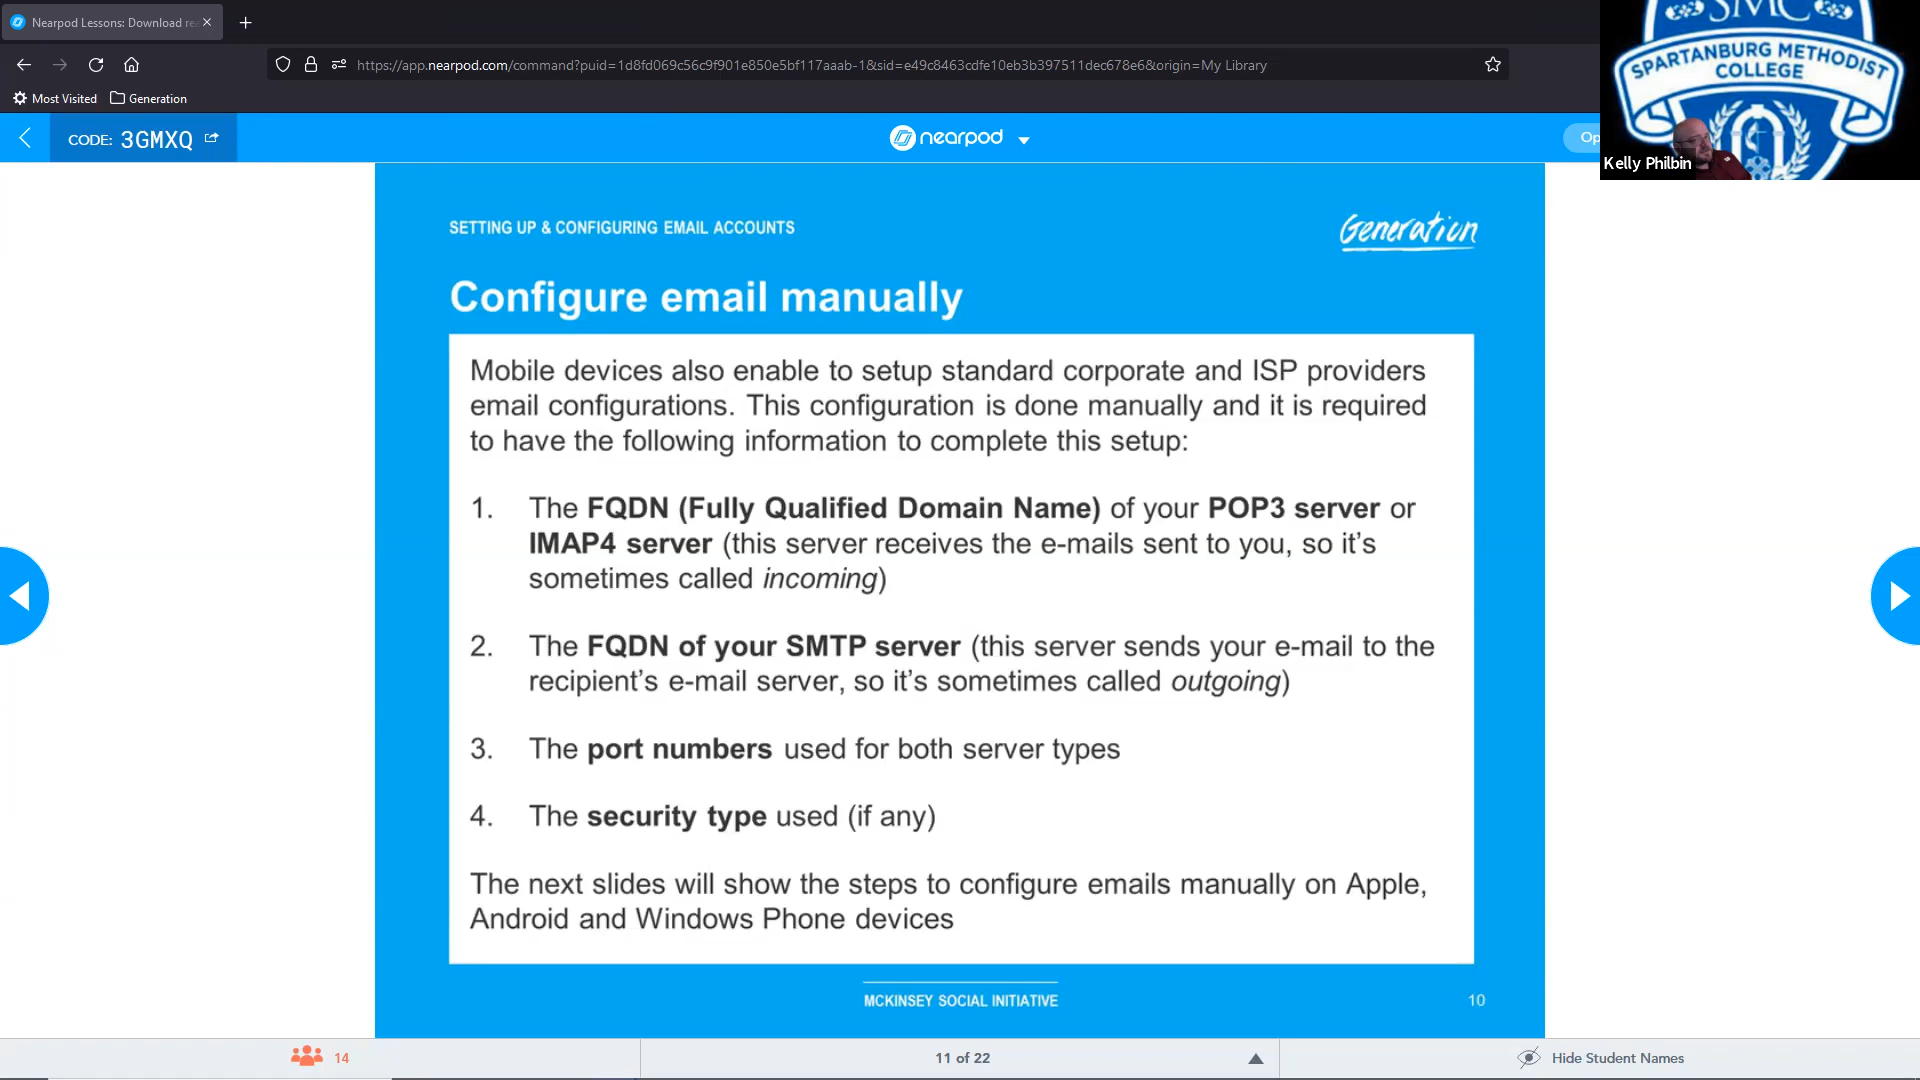 Nearpod Lessons: Download re
https://app.nearpod.com/command?puid=1d8fd069c56c9f901e850e5bf117aaab-1&sid=e49c8463cdfe10eb3b397511dec678e6&origin=My Library
Most Visited
Generation
SMC
SPARTANBURG METHODIST
COLLEGE
Kelly Philbin
CODE: 3GMXQ
nearpod
Op
SETTING UP & CONFIGURING EMAIL ACCOUNTS
Generation
Configure email manually
Mobile devices also enable to setup standard corporate and ISP providers
email configurations. This configuration is done manually and it is required
to have the following information to complete this setup:
1. The FQDN (Fully Qualified Domain Name) of your POP3 server or
IMAP4 server (this server receives the e-mails sent to you, so it's
sometimes called incoming)
2. The FQDN of your SMTP server (this server sends your e-mail to the
recipient's e-mail server, so it's sometimes called outgoing)
3. The port numbers used for both server types
4. The security type used (if any)
The next slides will show the steps to configure emails manually on Apple,
Android and Windows Phone devices
MCKINSEY SOCIAL INITIATIVE
10
14
11 of 22
Hide Student Names